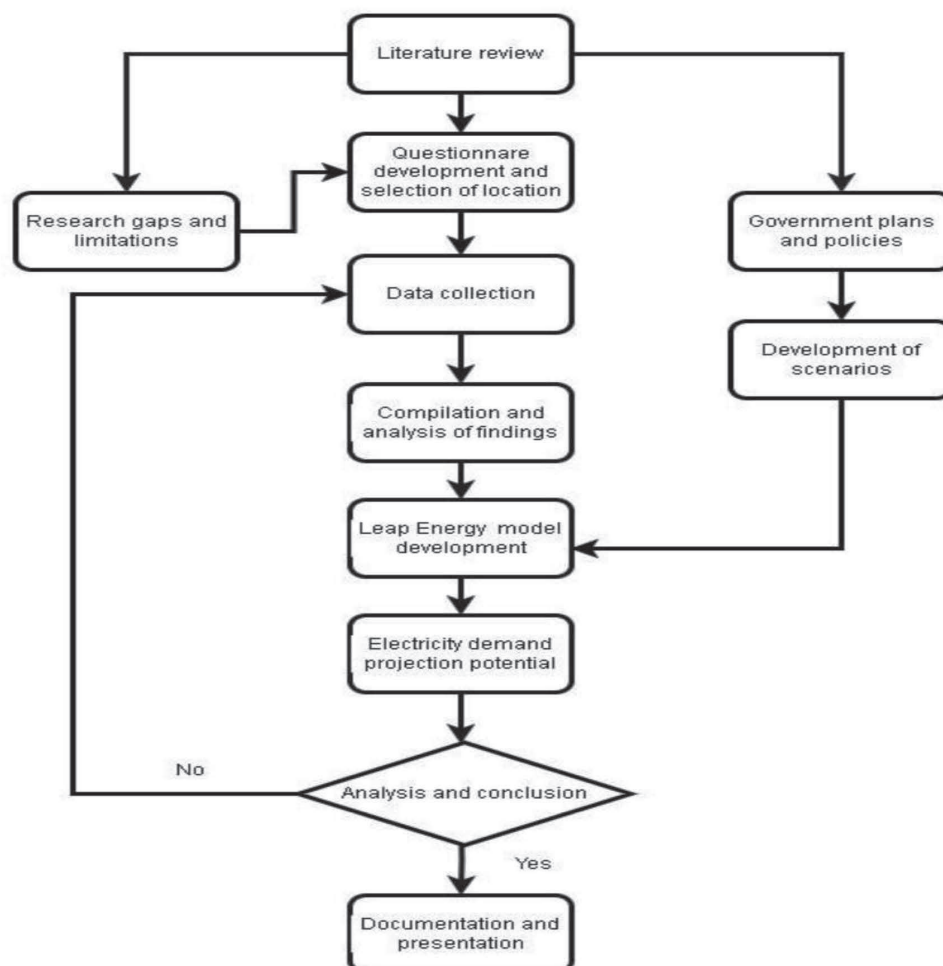 Literature review
Questionnare
development and
selection of location
Research gaps and
limitations
Government plans
and policies
Data collection
Development of
scenarios
Compilation and
analysis of findings
Leap Energy model
development
Electricity demand
projection potential
No
Analysis and conclusion
Yes
Documentation and
presentation